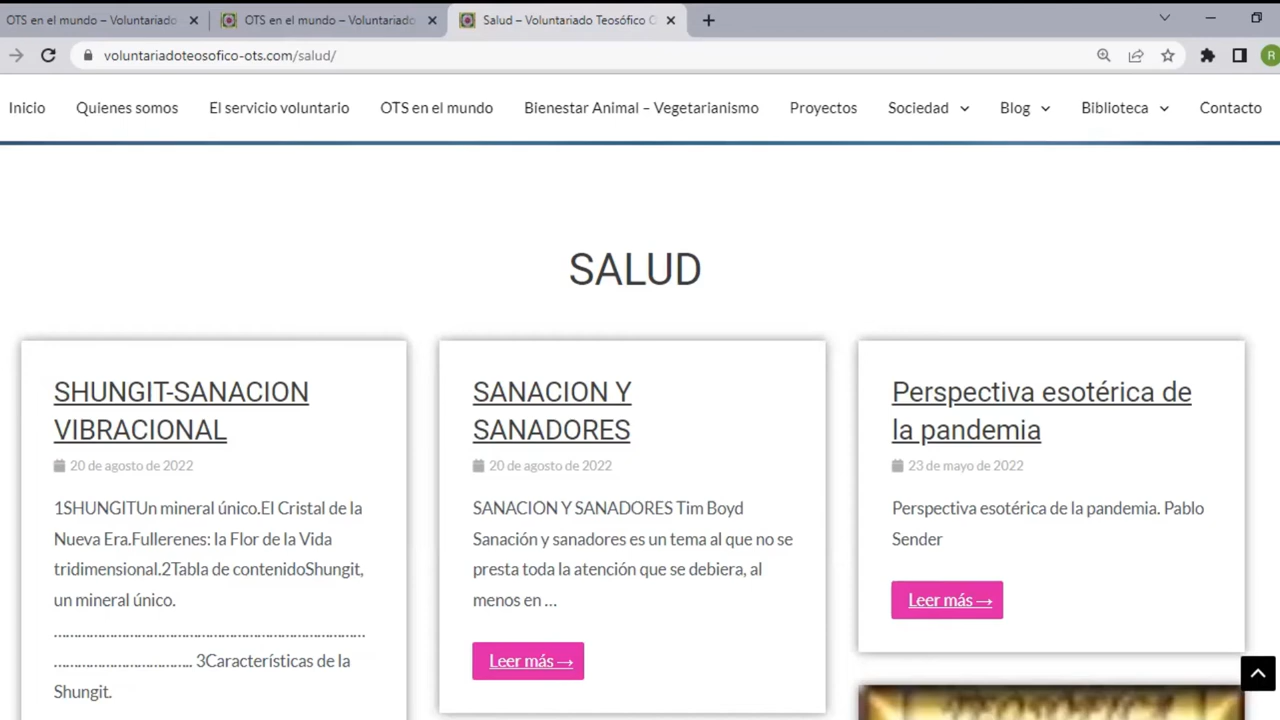 OTS en el mundo – Voluntariado
OTS en el mundo – Voluntariado
Salud – Voluntariado Teosófico O
voluntariadoteosofico-ots.com/salud/
R
Inicio Quienes somos El servicio voluntario OTS en el mundo Bienestar Animal – Vegetarianismo Proyectos Sociedad Blog Biblioteca Contacto
SALUD
SHUNGIT-SANACION
VIBRACIONAL
20 de agosto de 2022
1SHUNGITUn mineral único.El Cristal de la
Nueva Era.Fullerenes: la Flor de la Vida
tridimensional.2Tabla de contenidoShungit,
un mineral único.
……………………………………………………………
…………………………….. 3Características de la
Shungit.
SANACION Y
SANADORES
20 de agosto de 2022
SANACION Y SANADORES Tim Boyd
Sanación y sanadores es un tema al que no se
presta toda la atención que se debiera, al
menos en …
Leer más →
Perspectiva esotérica de
la pandemia
23 de mayo de 2022
Perspectiva esotérica de la pandemia. Pablo
Sender
Leer más →